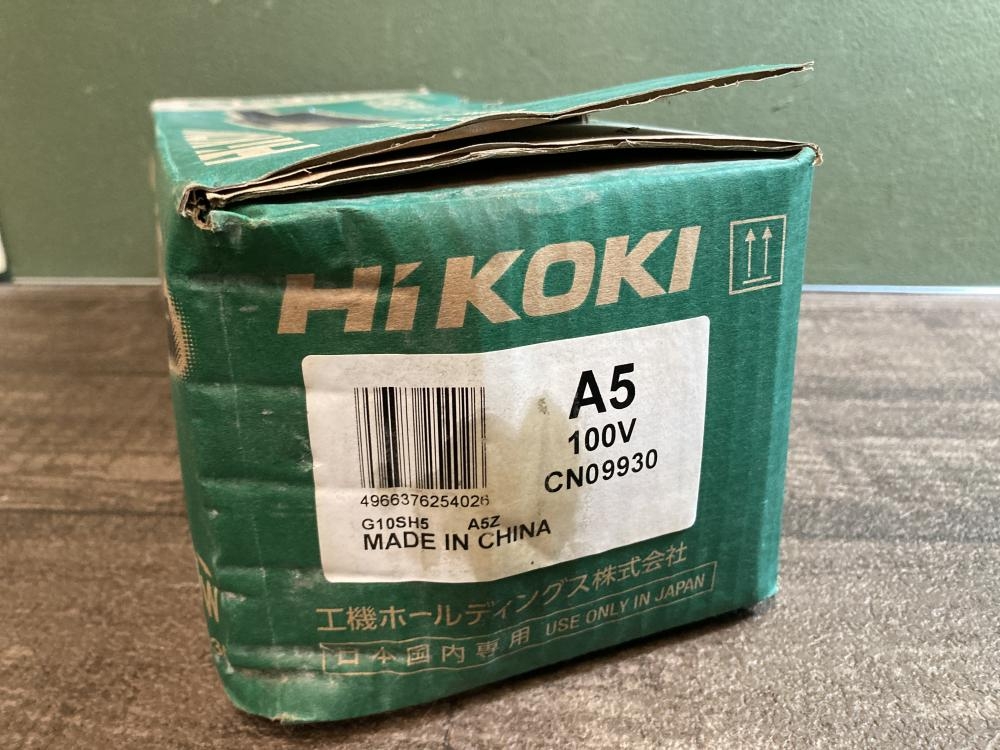 HiKOKI
A5
100V
CN09930
4966376254026
G10SH5 A5Z
MADE IN CHINA
工機ホールディングス株式会社
日本国内専用 USE ONLY IN JAPAN